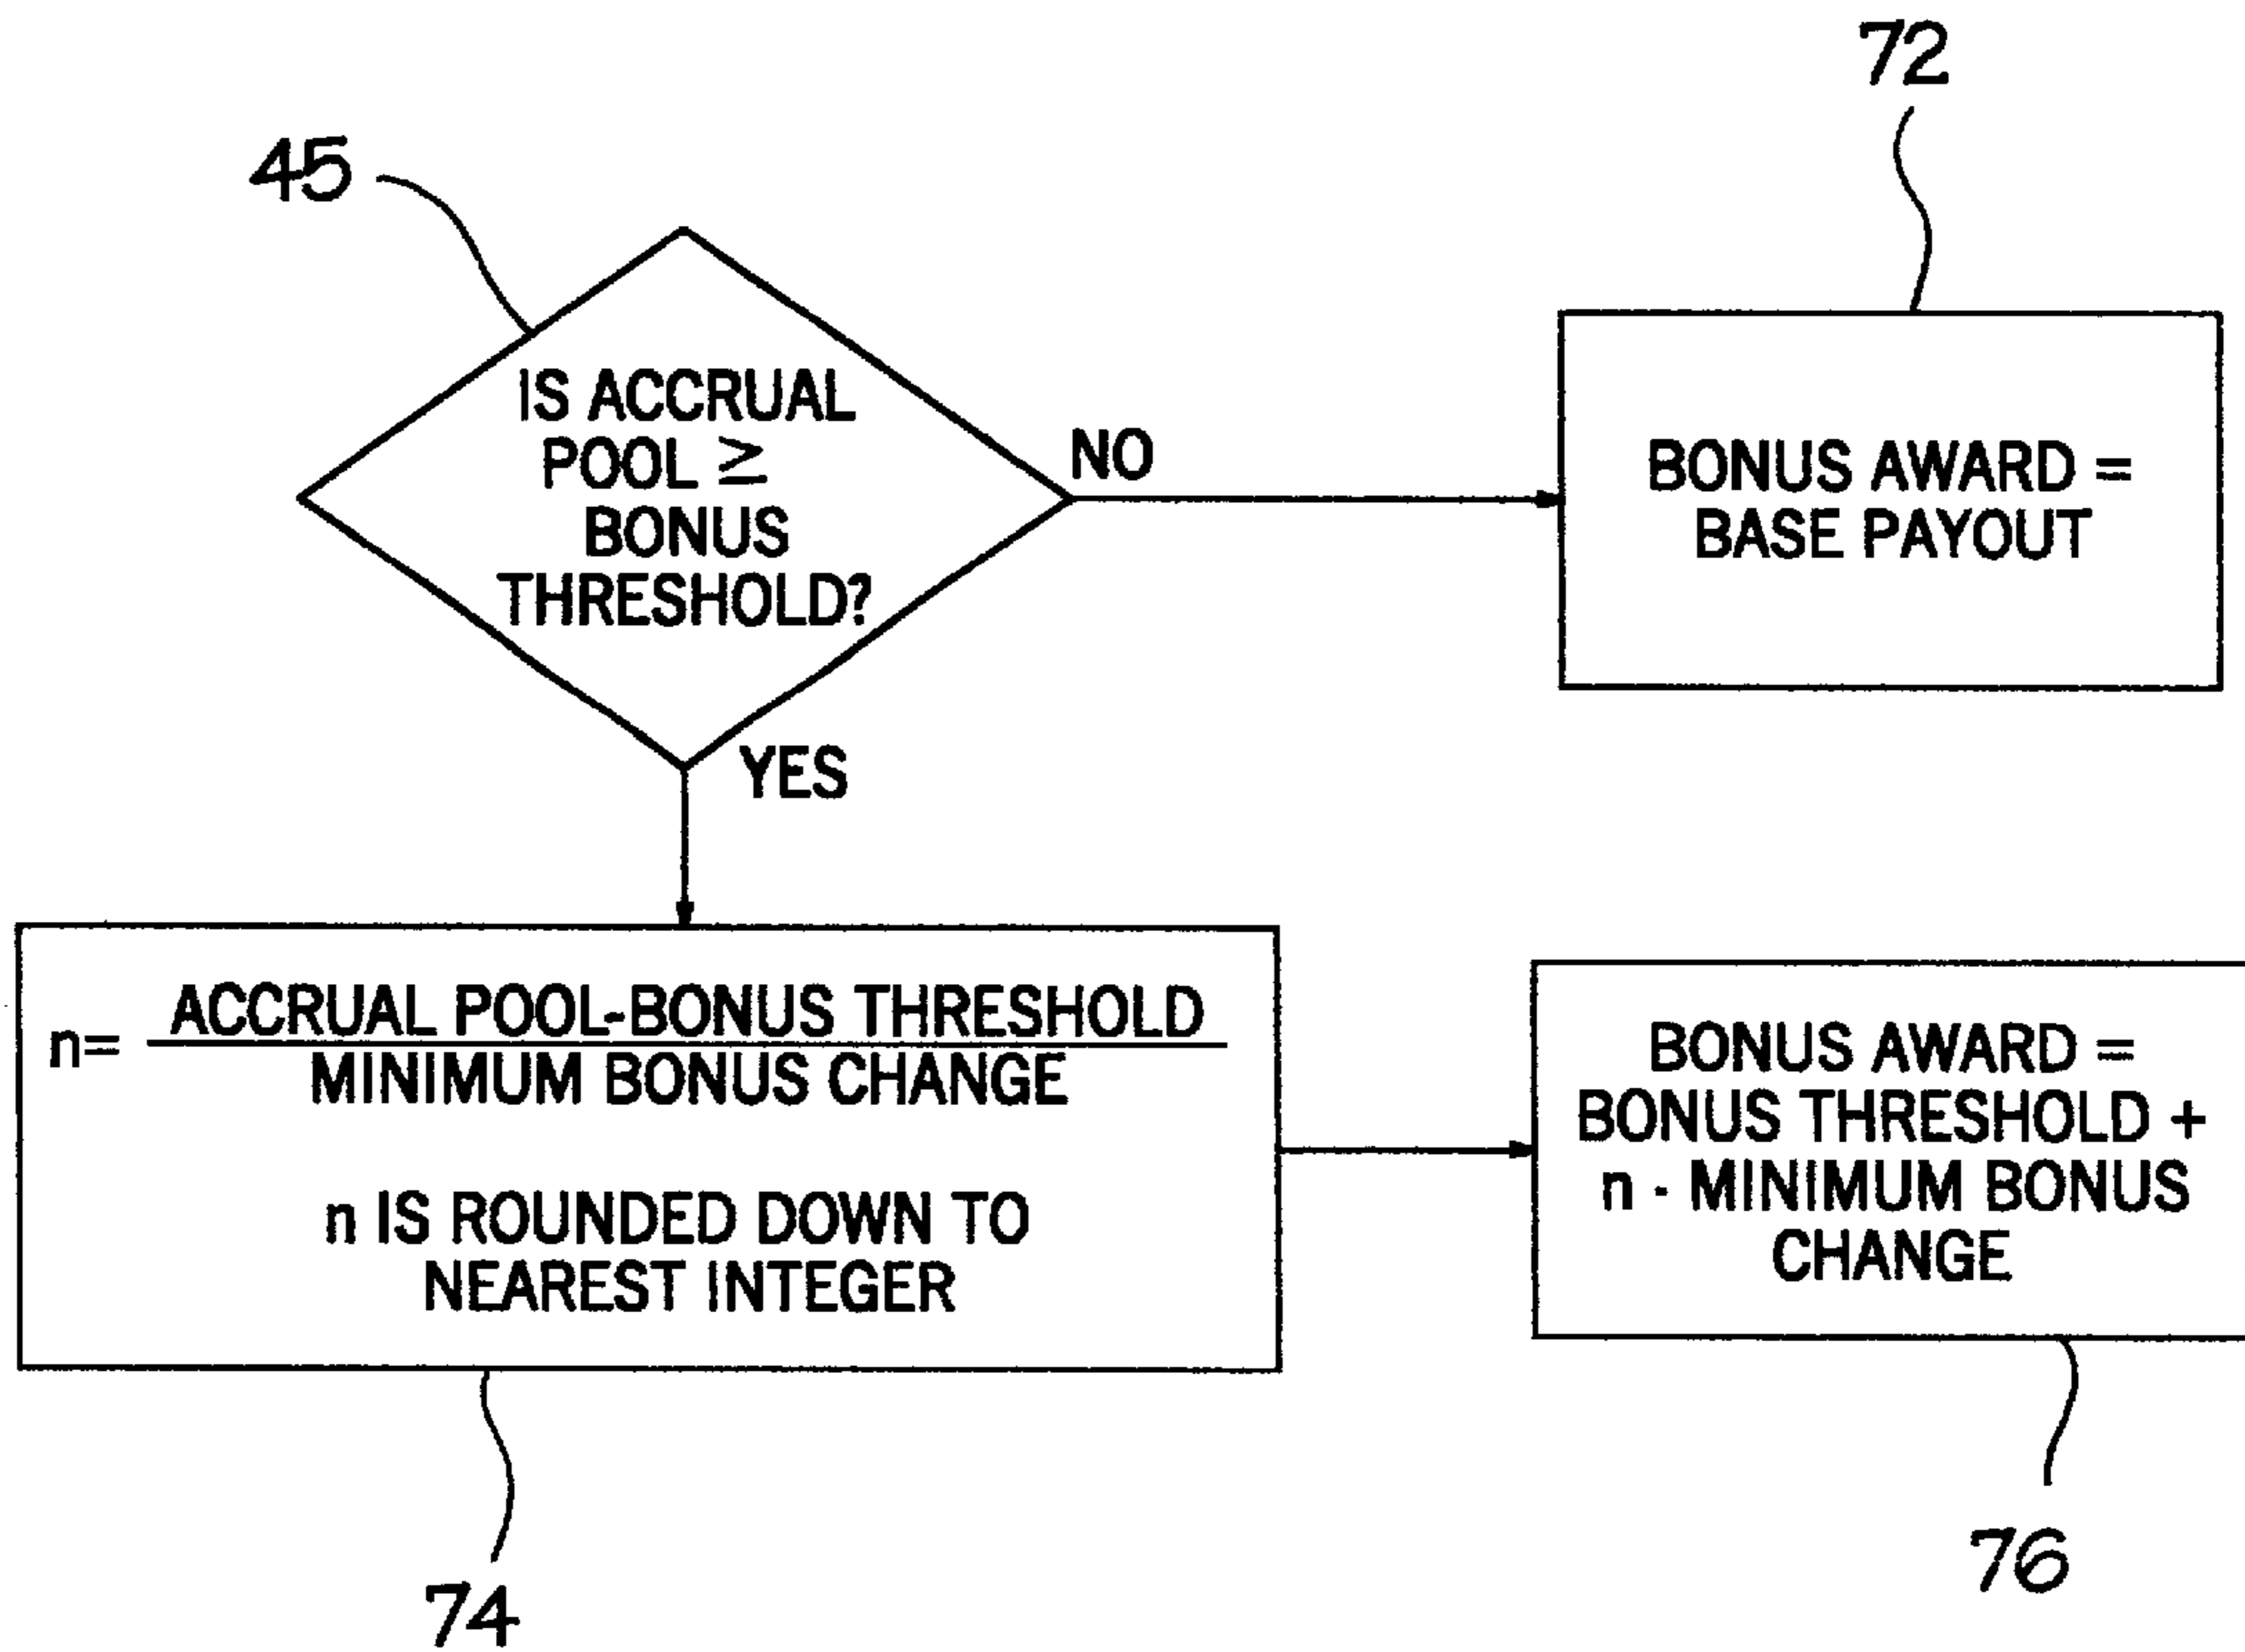 72
45
IS ACCRUAL
POOL ≥
BONUS
THRESHOLD?
NO
BONUS AWARD =
BASE PAYOUT
YES
n= ACCRUAL POOL-BONUS THRESHOLD
MINIMUM BONUS CHANGE
n IS ROUNDED DOWN TO
NEAREST INTEGER
BONUS AWARD =
BONUS THRESHOLD +
n · MINIMUM BONUS
CHANGE
74
76